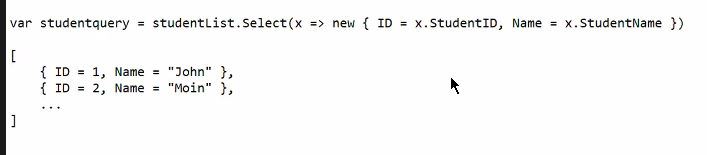 var studentquery = studentList.Select(x => new { ID = x.StudentID, Name = x.StudentName })
[
{ ID = 1, Name = "John" },
{ ID = 2, Name = "Moin" },
...
]